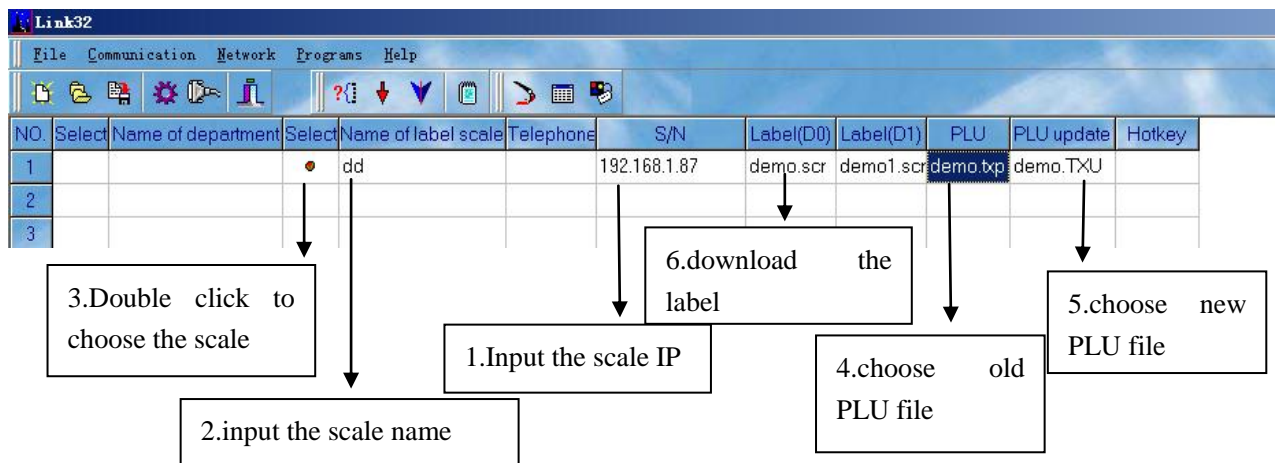 Link32
File Communication Network Programs Help
NO. Select Name of department Select Name of label scale Telephone S/N Label(D0) Label(D1) PLU PLU update Hotkey
1 dd 192.168.1.87 demo.scr demo1.scr demo.txp demo.TXU
2
3
6.download the
label
3.Double click to
choose the scale
5.choose new
PLU file
1.Input the scale IP
4.choose old
PLU file
2.input the scale name